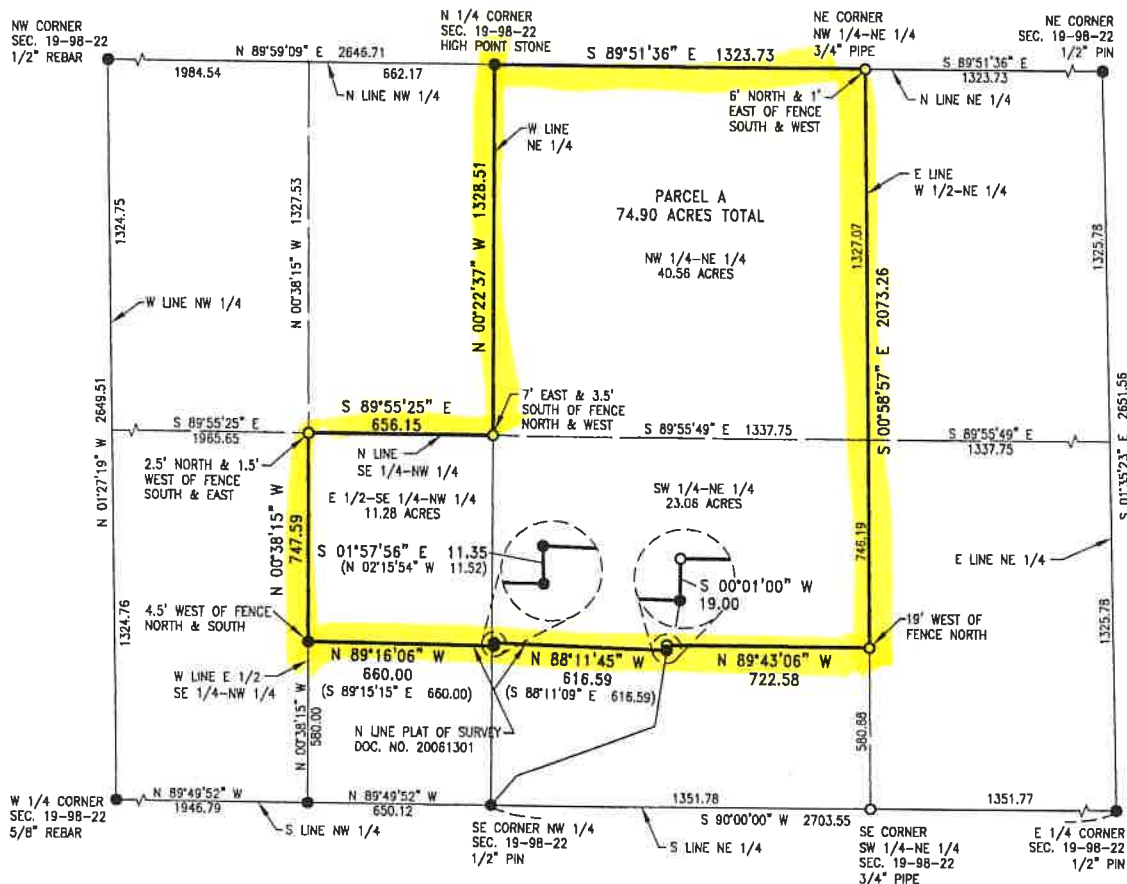 NW CORNER
SEC. 19-98-22
1/2" REBAR
N 89°59'09" E 2646.71
1984.54
662.17
N LINE NW 1/4
N 1/4 CORNER
SEC. 19-98-22
HIGH POINT STONE
S 89°51'36" E 1323.73
NE CORNER
NW 1/4-NE 1/4
3/4" PIPE
S 89°51'36" E
1323.73
N LINE NE 1/4
NE CORNER
SEC. 19-98-22
1/2" PIN
6' NORTH & 1'
EAST OF FENCE
SOUTH & WEST
W LINE
NE 1/4
E LINE
W 1/2-NE 1/4
PARCEL A
74.90 ACRES TOTAL
NW 1/4-NE 1/4
40.56 ACRES
1324.75
N 00°38'15" W 1327.53
N 00°22'37" W 1328.51
1327.07
S 00°58'57" E 2073.26
1325.78
W LINE NW 1/4
N 01°27'19" W 2649.51
S 01°35'23" E 2651.56
S 89°55'25" E
1965.65
S 89°55'25" E
656.15
7' EAST & 3.5'
SOUTH OF FENCE
NORTH & WEST
S 89°55'49" E 1337.75
S 89°55'49" E
1337.75
2.5' NORTH & 1.5'
WEST OF FENCE
SOUTH & EAST
N LINE
SE 1/4-NW 1/4
E 1/2-SE 1/4-NW 1/4
11.28 ACRES
SW 1/4-NE 1/4
23.06 ACRES
N 00°38'15" W
747.59
S 01°57'56" E 11.35
(N 02°15'54" W 11.52)
S 00°01'00" W
19.00
746.19
E LINE NE 1/4
4.5' WEST OF FENCE
NORTH & SOUTH
19' WEST OF
FENCE NORTH
1324.76
1325.78
N 89°16'06" W
660.00
(S 89°15'15" E 660.00)
N 88°11'45" W
616.59
(S 88°11'09" E 616.59)
N 89°43'06" W
722.58
W LINE E 1/2
SE 1/4-NW 1/4
N 00°38'15" W
580.00
N LINE PLAT OF SURVEY
DOC. NO. 20061301
580.88
W 1/4 CORNER
SEC. 19-98-22
5/8" REBAR
N 89°49'52" W
1946.79
S LINE NW 1/4
N 89°49'52" W
650.12
SE CORNER NW 1/4
SEC. 19-98-22
1/2" PIN
1351.78
S 90°00'00" W 2703.55
S LINE NE 1/4
1351.77
SE CORNER
SW 1/4-NE 1/4
SEC. 19-98-22
3/4" PIPE
E 1/4 CORNER
SEC. 19-98-22
1/2" PIN